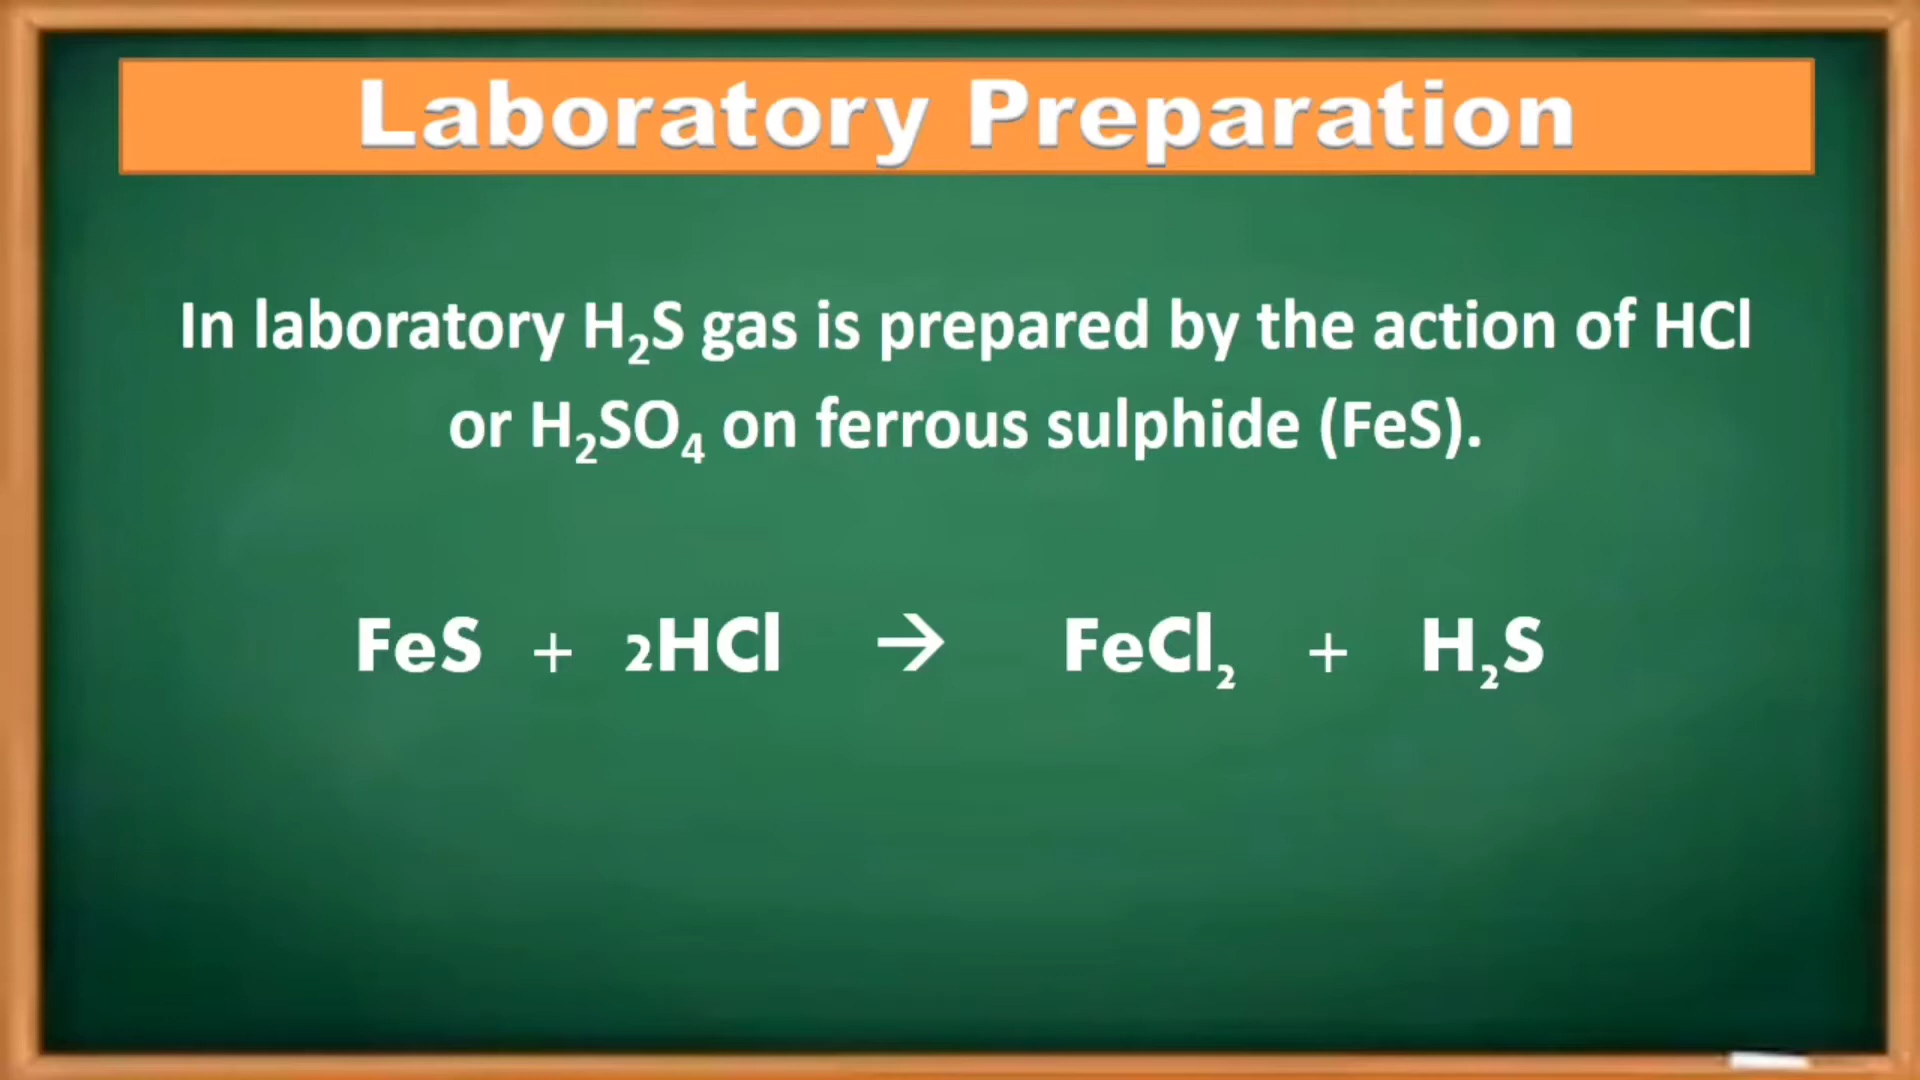 Laboratory Preparation
In laboratory H₂S gas is prepared by the action of HCl
or H₂SO₄ on ferrous sulphide (FeS).
FeS + 2HCl → FeCl₂ + H₂S